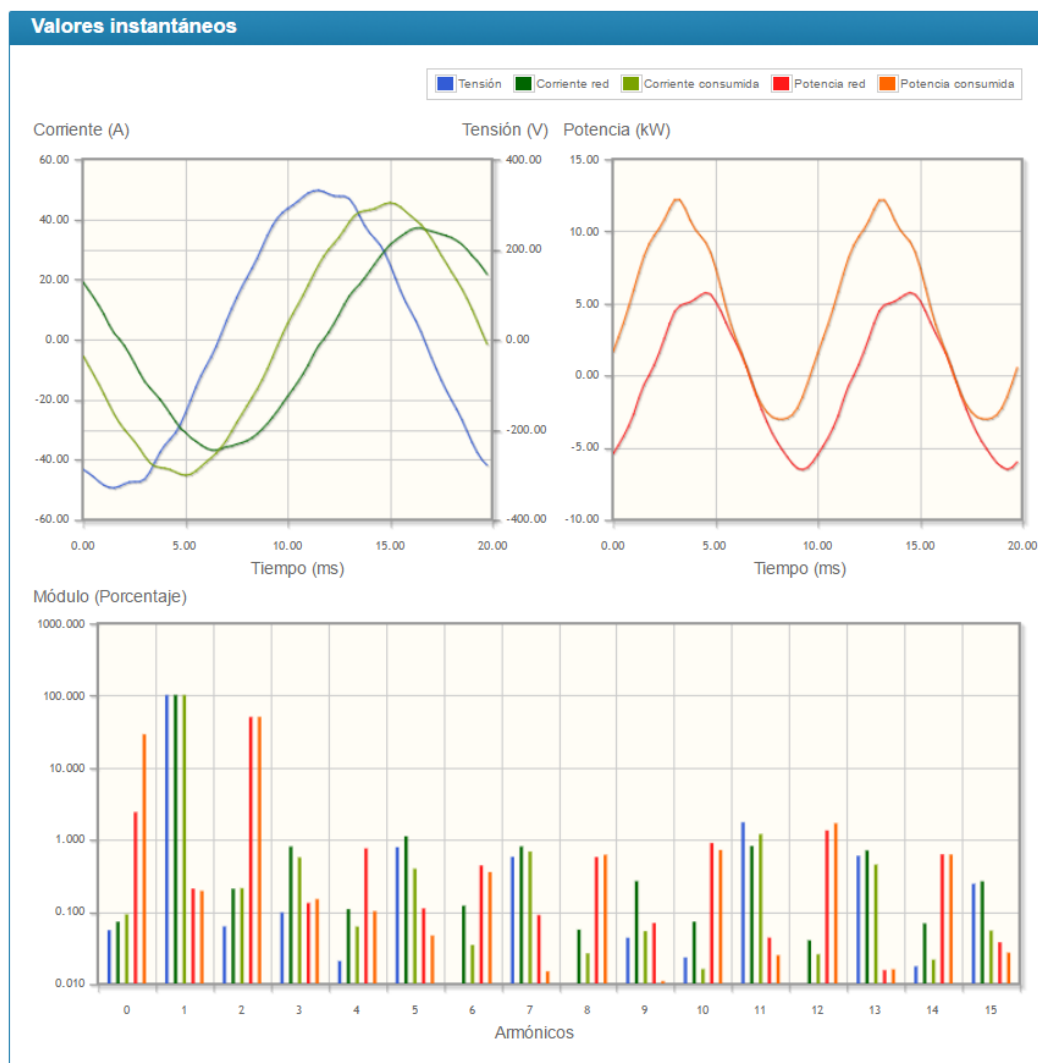 Valores instantáneos
Tensión Corriente red Corriente consumida Potencia red Potencia consumida
Corriente (A) Tensión (V) Potencia (kW)
60.00 400.00 15.00
40.00 10.00
200.00
20.00 5.00
0.00 0.00
0.00
-20.00
-200.00
-40.00 -5.00
-60.00 -400.00 -10.00
0.00 5.00 10.00 15.00 20.00 0.00 5.00 10.00 15.00 20.00
Tiempo (ms) Tiempo (ms)
Módulo (Porcentaje)
1000.000
100.000
10.000
1.000
0.100
0.010
0 1 2 3 4 5 6 7 8 9 10 11 12 13 14 15
Armónicos